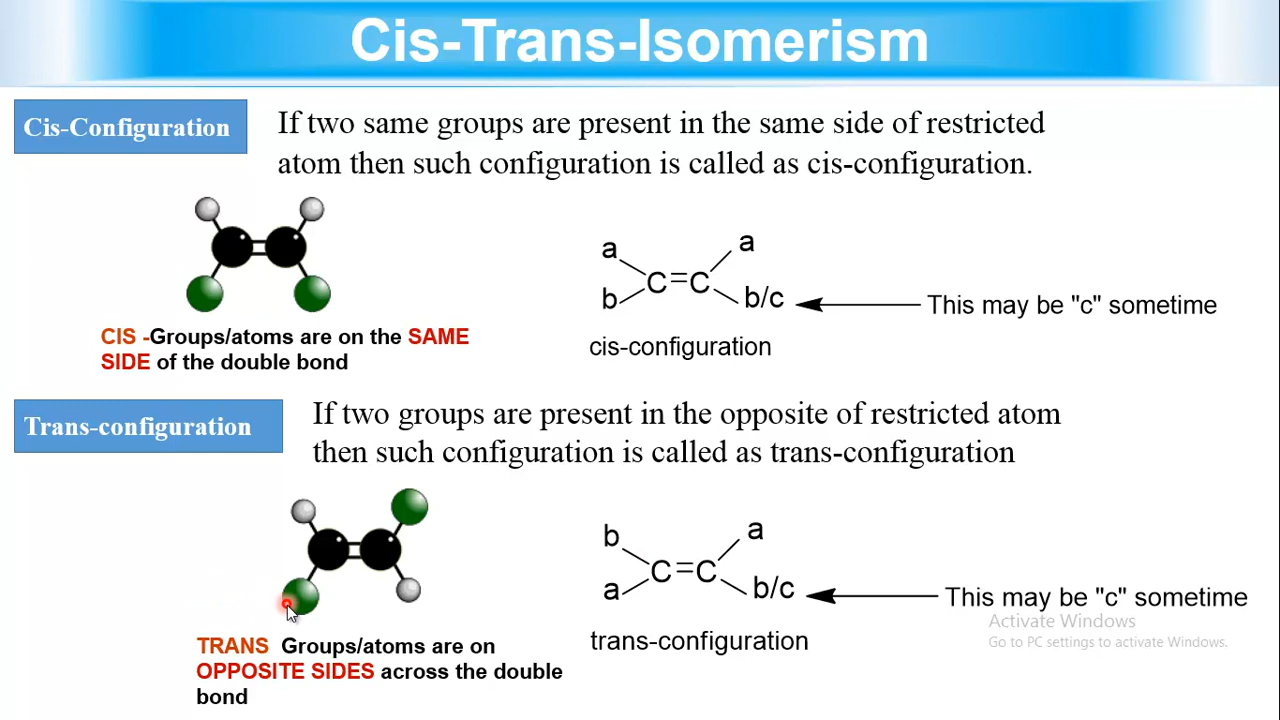 Cis-Trans-Isomerism
Cis-Configuration
If two same groups are present in the same side of restricted
atom then such configuration is called as cis-configuration.
a
a
C=C
b
b/c
This may be "c" sometime
cis-configuration
CIS -Groups/atoms are on the SAME
SIDE of the double bond
Trans-configuration
If two groups are present in the opposite of restricted atom
then such configuration is called as trans-configuration
b
a
C=C
a
b/c
This may be "c" sometime
trans-configuration
TRANS Groups/atoms are on
OPPOSITE SIDES across the double
bond
Activate Windows
Go to PC settings to activate Windows.